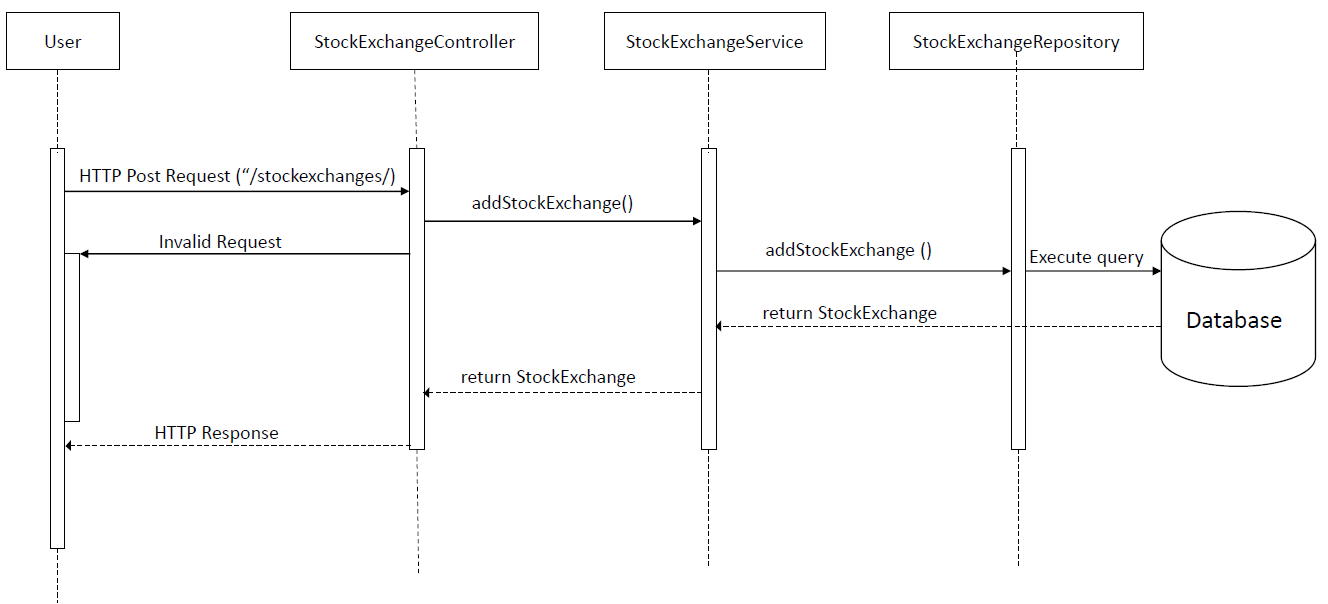 User
StockExchangeController
StockExchangeService
StockExchangeRepository
HTTP Post Request (“/stockexchanges/)
addStockExchange()
Invalid Request
addStockExchange ()
Execute query
return StockExchange
Database
return StockExchange
HTTP Response